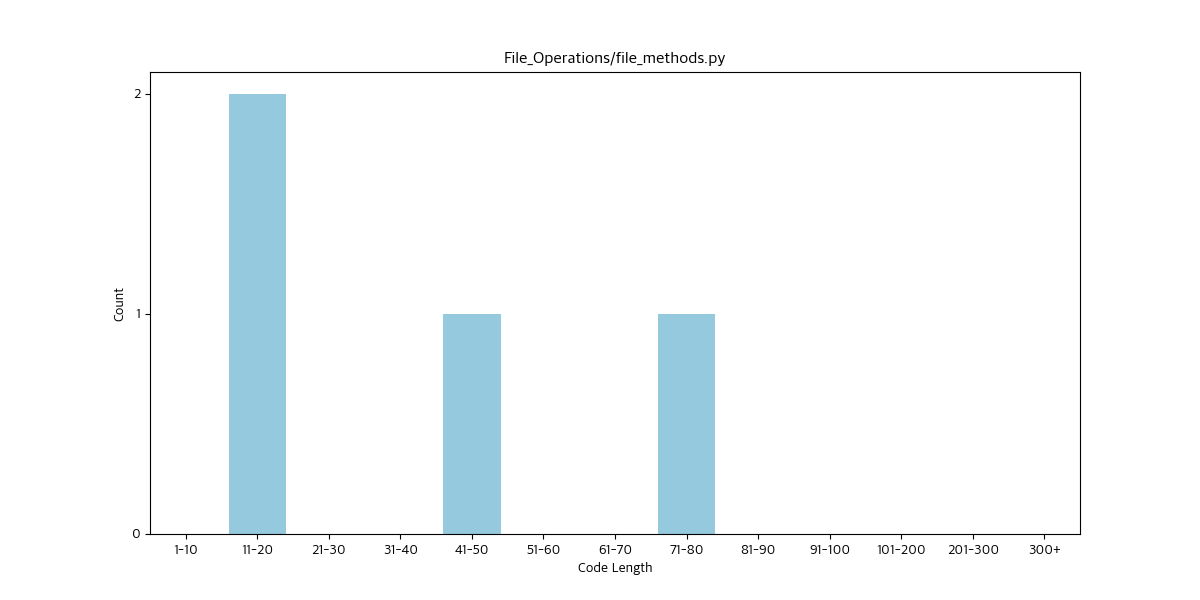 File_Operations/file_methods.py
Count
2
1
0
1-10 11-20 21-30 31-40 41-50 51-60 61-70 71-80 81-90 91-100 101-200 201-300 300+
Code Length